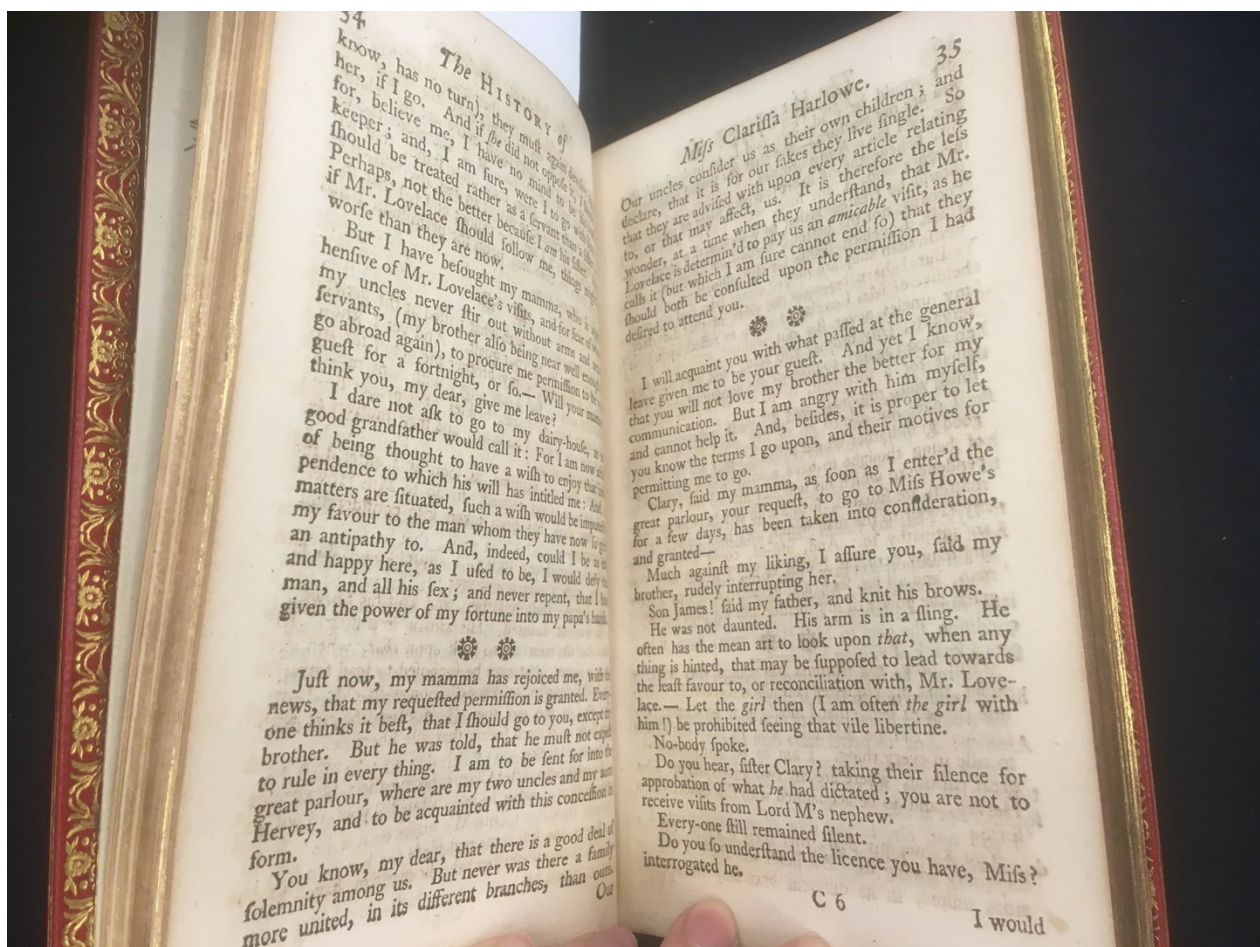 34
The HISTORY of
know, has no turn), they muſt again
her, if I go. And if ſhe did not oppoſe it, I
for, believe me, I have no mind to be his
keeper; and, I am ſure, were I to go with
ſhould be treated rather as a ſervant than a
Perhaps, not the better becauſe I am his ſiſter
if Mr. Lovelace ſhould follow me, things might
worſe than they are now.
But I have beſought my mamma, who is
henſive of Mr. Lovelace's viſits, and for fear of
my uncles never ſtir out without arms and
ſervants, (my brother alſo being near well enough
go abroad again), to procure me permiſſion to be
gueſt for a fortnight, or ſo.— Will your
think you, my dear, give me leave?
I dare not aſk to go to my dairy-houſe, as
good grandfather would call it: For I am now
of being thought to have a wiſh to enjoy that
pendence to which his will has intitled me: And
matters are ſituated, ſuch a wiſh would be
my favour to the man whom they have now ſo
an antipathy to. And, indeed, could I be as
and happy here, as I uſed to be, I would defy
man, and all his ſex; and never repent, that I
given the power of my fortune into my papa's hands.
Juſt now, my mamma has rejoiced me, with the
news, that my requeſted permiſſion is granted. Every
one thinks it beſt, that I ſhould go to you, except my
brother. But he was told, that he muſt not expect
to rule in every thing. I am to be ſent for into the
great parlour, where are my two uncles and my aunt
Hervey, and to be acquainted with this conceſſion in
form.
You know, my dear, that there is a good deal of
ſolemnity among us. But never was there a family
more united, in its different branches, than ours.
Our
35
Miſs Clariſſa Harlowe.
Our uncles conſider us as their own children; and
declare, that it is for our ſakes they live ſingle. So
that they are adviſed with upon every article relating
to, or that may affect, us. It is therefore the leſs
wonder, at a time when they underſtand, that Mr.
Lovelace is determin'd to pay us an amicable viſit, as he
calls it (but which I am ſure cannot end ſo) that they
ſhould both be conſulted upon the permiſſion I had
deſired to attend you.
I will acquaint you with what paſſed at the general
leave given me to be your gueſt. And yet I know,
that you will not love my brother the better for my
communication. But I am angry with him myſelf,
and cannot help it. And, beſides, it is proper to let
you know the terms I go upon, and their motives for
permitting me to go.
Clary, ſaid my mamma, as ſoon as I enter'd the
great parlour, your requeſt, to go to Miſs Howe's
for a few days, has been taken into conſideration,
and granted—
Much againſt my liking, I aſſure you, ſaid my
brother, rudely interrupting her.
Son James! ſaid my father, and knit his brows.
He was not daunted. His arm is in a ſling. He
often has the mean art to look upon that, when any
thing is hinted, that may be ſuppoſed to lead towards
the leaſt favour to, or reconciliation with, Mr. Love-
lace.— Let the girl then (I am often the girl with
him!) be prohibited ſeeing that vile libertine.
No-body ſpoke.
Do you hear, ſiſter Clary? taking their ſilence for
approbation of what he had dictated; you are not to
receive viſits from Lord M's nephew.
Every-one ſtill remained ſilent.
Do you ſo underſtand the licence you have, Miſs?
interrogated he.
C 6
I would